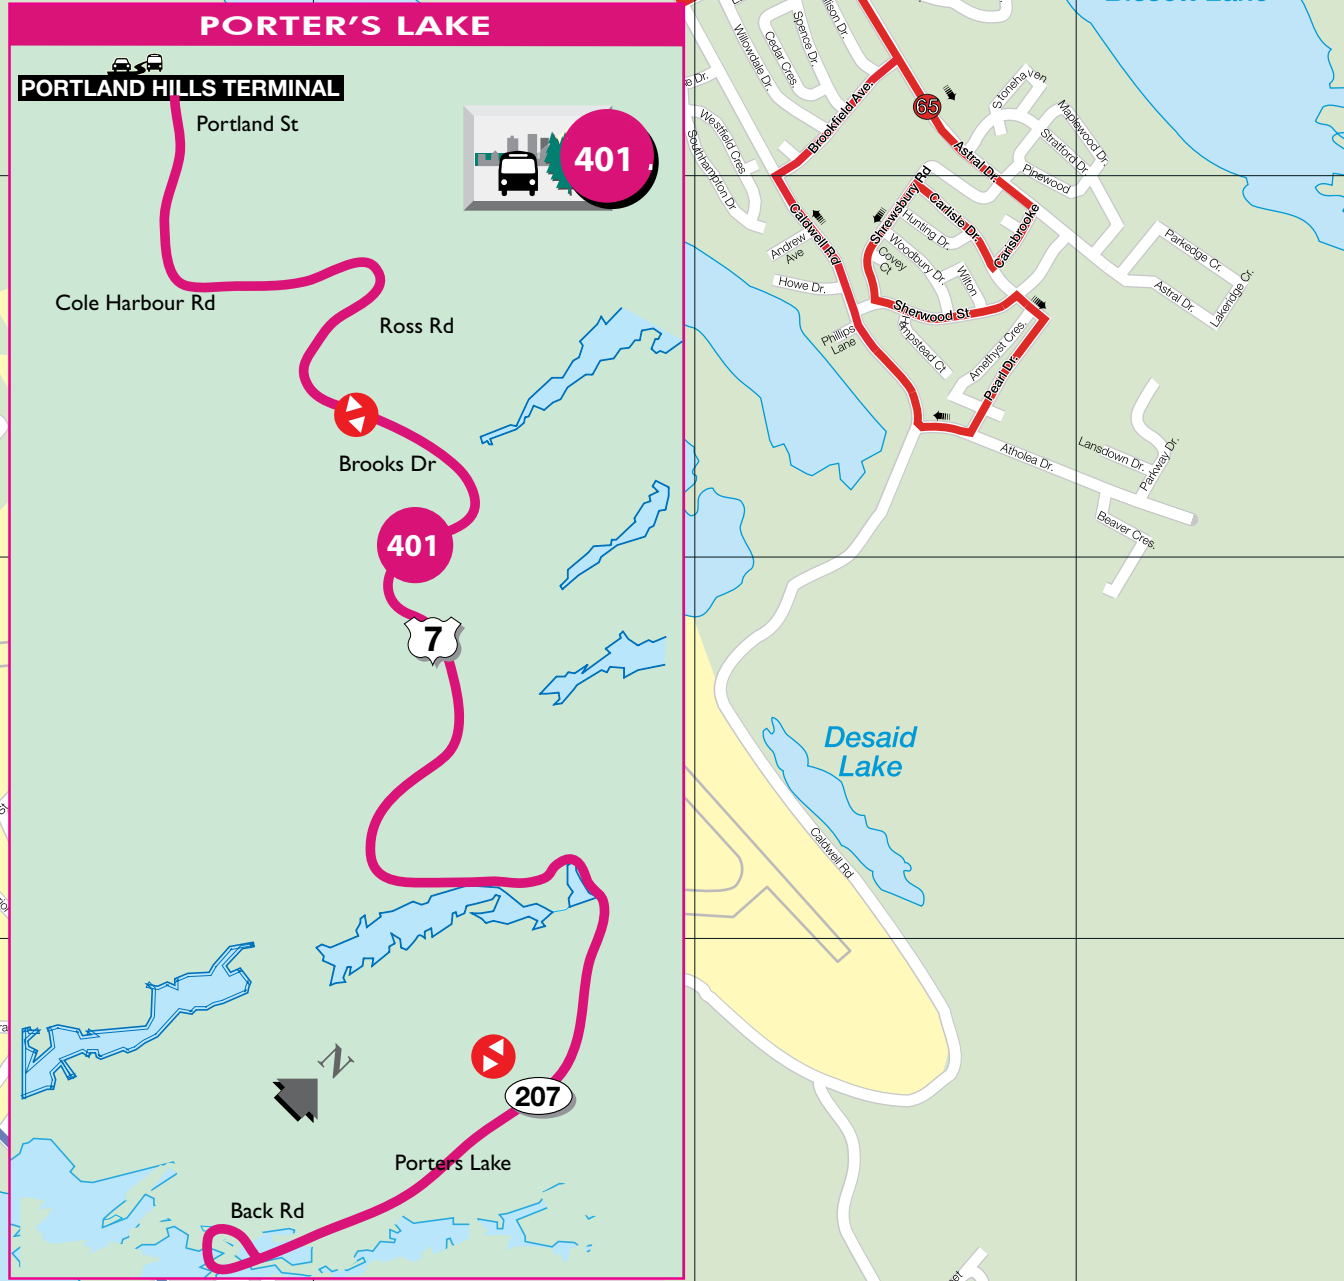 PORTER'S LAKE
PORTLAND HILLS TERMINAL
Portland St
401
Cole Harbour Rd
Ross Rd
Brooks Dr
401
7
N
207
Porters Lake
Back Rd
Willowdale Dr.
Cedar Cres.
Spence Dr.
Westfield Cres
Southhampton Dr
Brookfield Ave.
65
Astral Dr.
Stonehaven
Maplewood Dr.
Stratford Dr.
Pinewood
Shrewsbury Rd
Carlisle Dr.
Carisbrooke
Hunting Dr.
Woodbury Dr.
Covey
Ct
Wilton
Caldwell Rd
Andrew
Ave
Howe Dr.
Sherwood St
Phillips
Lane
Hempstead Ct
Amethyst Cres.
Pearl Dr.
Parkedge Cr.
Astral Dr.
Lakeridge Cr.
Atholea Dr.
Lansdown Dr.
Parkway Dr.
Beaver Cres.
Desaid
Lake
Caldwell Rd